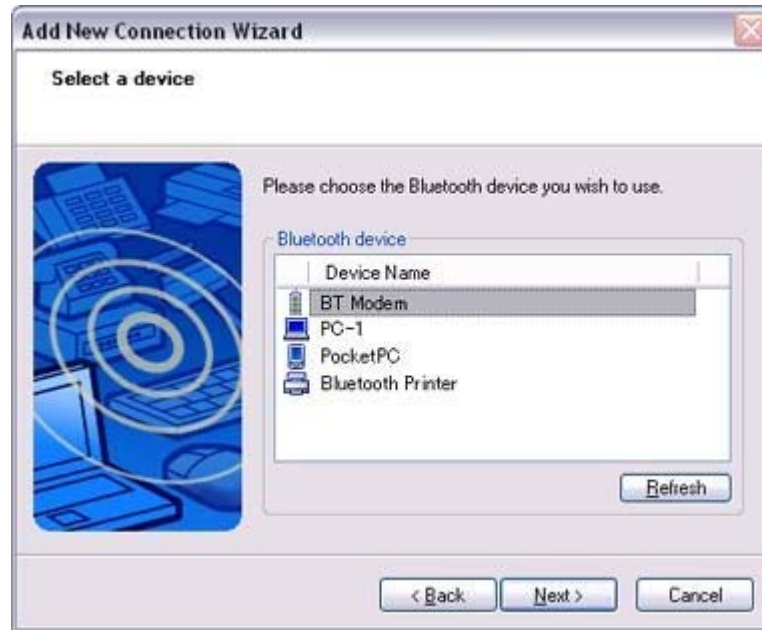 Add New Connection Wizard
Select a device
Please choose the Bluetooth device you wish to use.
Bluetooth device
Device Name
BT Modem
PC-1
PocketPC
Bluetooth Printer
Refresh
< Back Next > Cancel